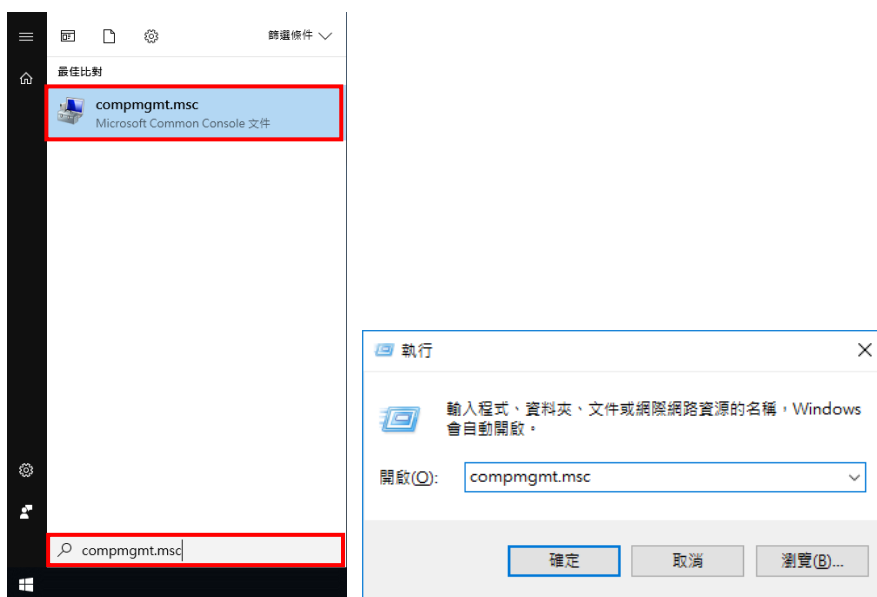 篩選條件
最佳比對
compmgmt.msc
Microsoft Common Console 文件
compmgmt.msc
執行
輸入程式、資料夾、文件或網際網路資源的名稱，Windows
會自動開啟。
開啟(O):
compmgmt.msc
確定
取消
瀏覽(B)...